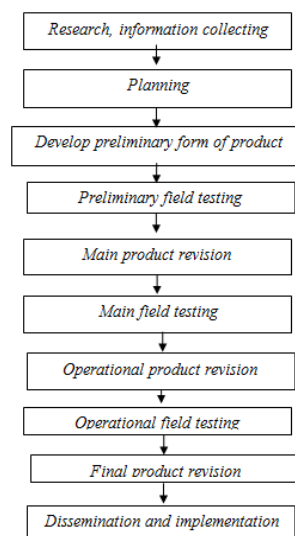 Research, information collecting
Planning
Develop preliminary form of product
Preliminary field testing
Main product revision
Main field testing
Operational product revision
Operational field testing
Final product revision
Dissemination and implementation